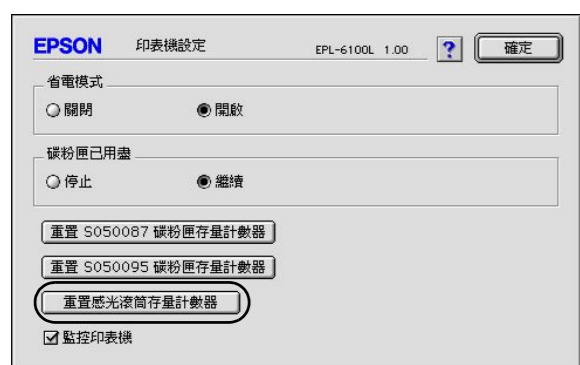 EPSON 印表機設定 EPL-6100L 1.00 ? 確定
省電模式
關閉 開啟
碳粉匣已用盡
停止 繼續
重置 S050087 碳粉匣存量計數器
重置 S050095 碳粉匣存量計數器
重置感光滾筒存量計數器
監控印表機